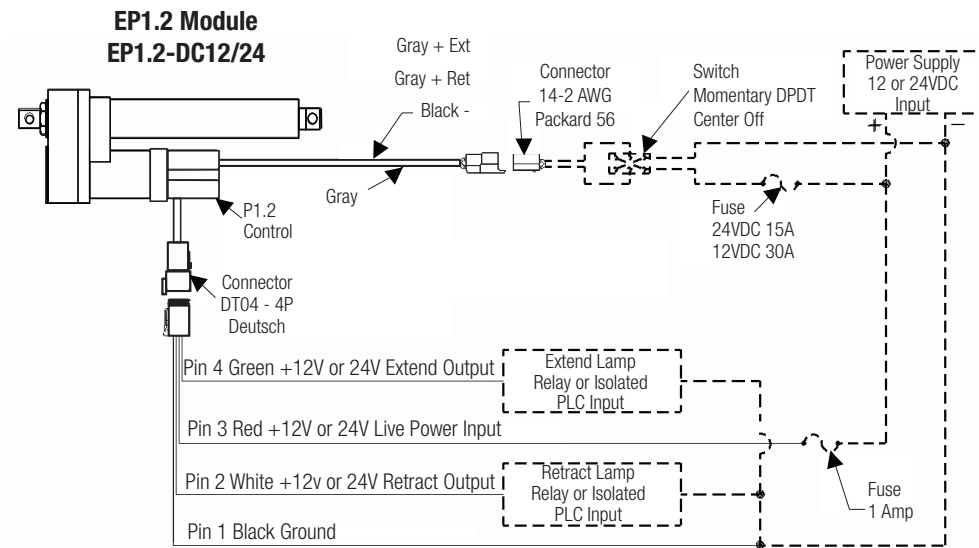 EP1.2 Module
EP1.2-DC12/24
Gray + Ext
Gray + Ret
Black -
Gray
Connector
14-2 AWG
Packard 56
Switch
Momentary DPDT
Center Off
Power Supply
12 or 24VDC
Input
+
−
Fuse
24VDC 15A
12VDC 30A
P1.2
Control
Connector
DT04 - 4P
Deutsch
Pin 4 Green +12V or 24V Extend Output
Extend Lamp
Relay or Isolated
PLC Input
Pin 3 Red +12V or 24V Live Power Input
Pin 2 White +12v or 24V Retract Output
Retract Lamp
Relay or Isolated
PLC Input
Fuse
1 Amp
Pin 1 Black Ground